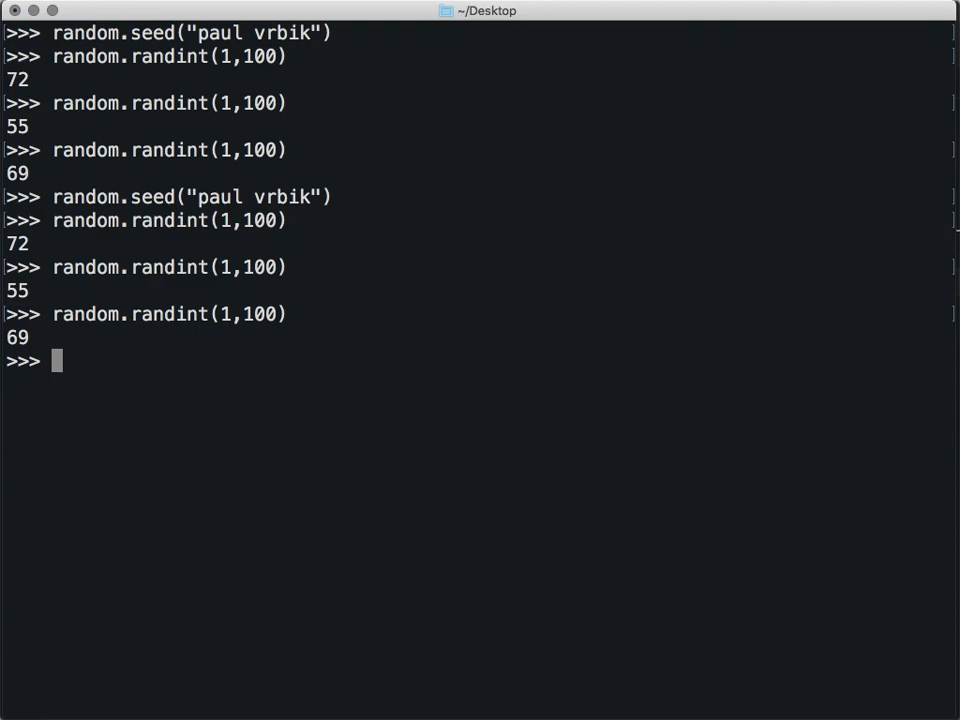 ~/Desktop
>>> random.seed("paul vrbik")
>>> random.randint(1,100)
72
>>> random.randint(1,100)
55
>>> random.randint(1,100)
69
>>> random.seed("paul vrbik")
>>> random.randint(1,100)
72
>>> random.randint(1,100)
55
>>> random.randint(1,100)
69
>>>